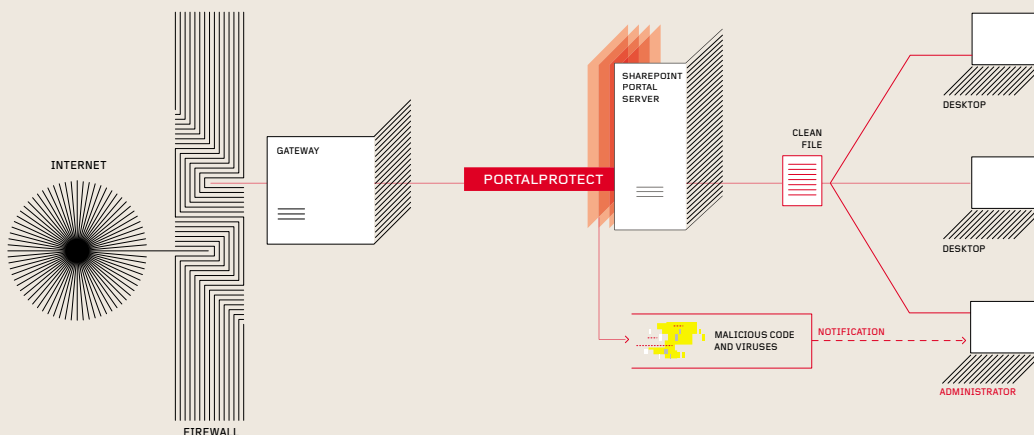 INTERNET
FIREWALL
GATEWAY
PORTALPROTECT
SHAREPOINT
PORTAL
SERVER
CLEAN
FILE
DESKTOP
DESKTOP
MALICIOUS CODE
AND VIRUSES
NOTIFICATION
ADMINISTRATOR